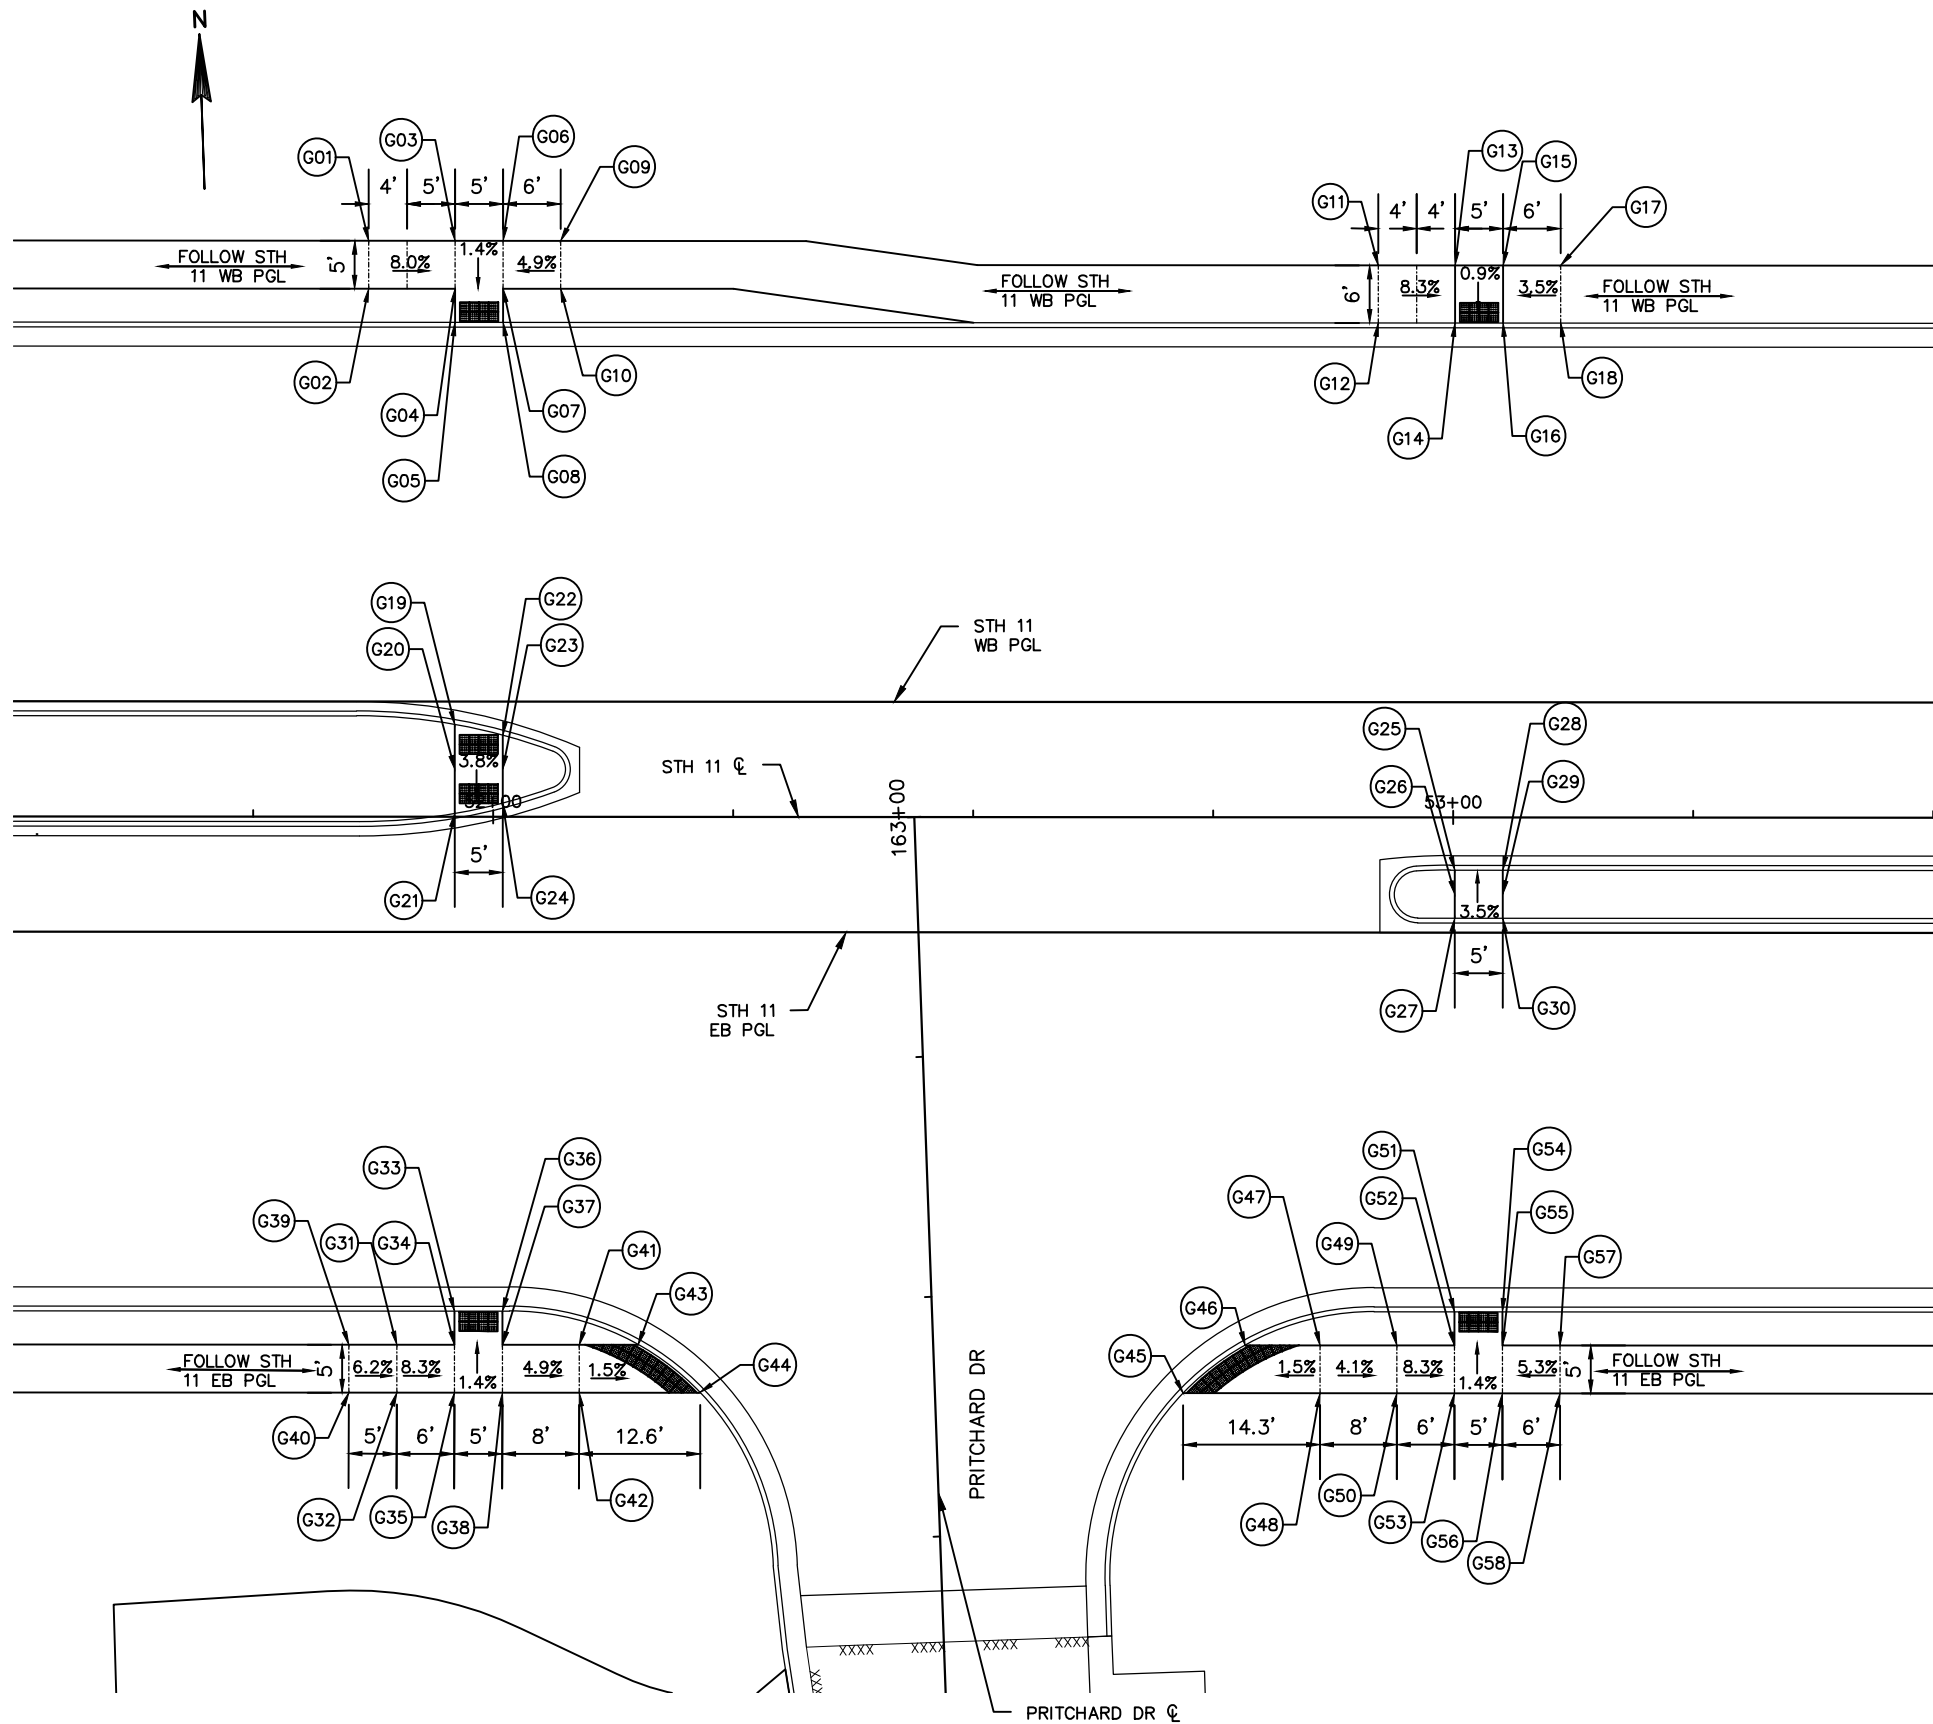 N
G01
G03
G06
G09
4'
5'
5'
6'
FOLLOW STH
11 WB PGL
5'
8.0%
1.4%
4.9%
G02
G04
G05
G07
G08
G10
FOLLOW STH
11 WB PGL
G11
G13
G15
G17
4'
4'
5'
6'
6'
8.3%
0.9%
3.5%
FOLLOW STH
11 WB PGL
G12
G14
G16
G18
G19
G20
G22
G23
3.8%
5'
G21
G24
STH 11
WB PGL
STH 11 ℄
163+00
STH 11
EB PGL
G25
G26
G28
G29
53+00
3.5%
5'
G27
G30
G33
G36
G37
G39
G31
G34
G41
G43
G44
FOLLOW STH
11 EB PGL
5'
6.2%
8.3%
1.4%
4.9%
1.5%
5'
6'
5'
8'
12.6'
G40
G32
G35
G38
G42
PRITCHARD DR
G51
G54
G47
G52
G55
G49
G57
G46
G45
1.5%
4.1%
8.3%
1.4%
5.3%
5'
FOLLOW STH
11 EB PGL
14.3'
8'
6'
5'
6'
G48
G50
G53
G56
G58
XXXX
XXXX
XXXX
XXXX
XXX
PRITCHARD DR ℄